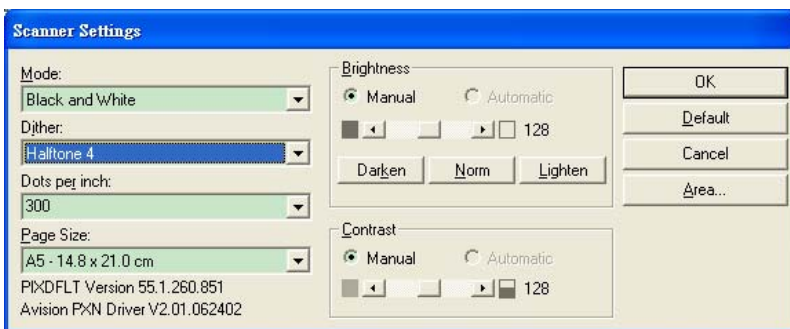 Scanner Settings
Mode:
Black and White
Dither:
Halftone 4
Dots per inch:
300
Page Size:
A5 - 14.8 x 21.0 cm
PIXDFLT Version 55.1.260.851
Avision PXN Driver V2.01.062402
Brightness
Manual Automatic
128
Darken Norm Lighten
Contrast
Manual Automatic
128
OK
Default
Cancel
Area...